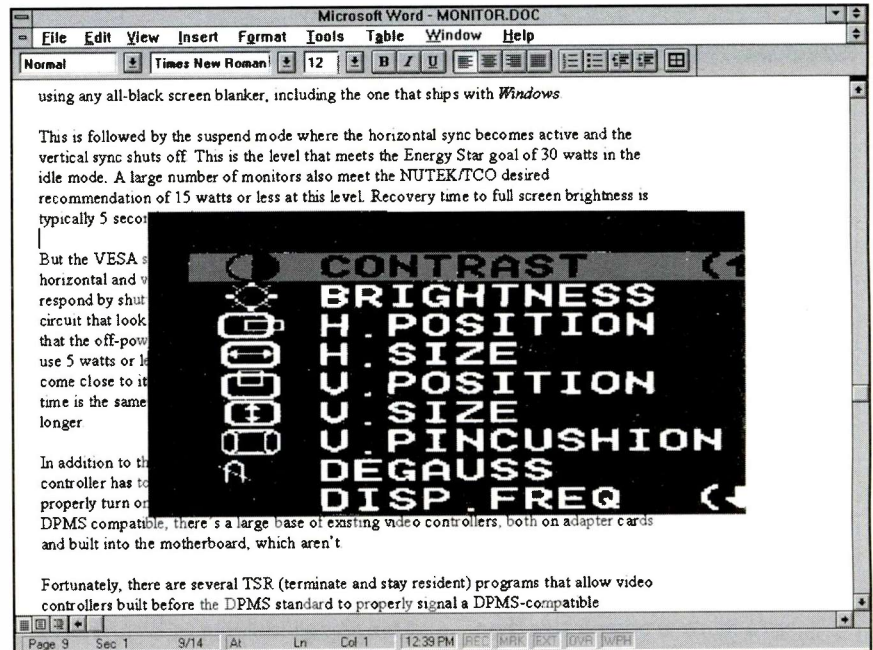 Microsoft Word - MONITOR.DOC
File Edit View Insert Format Tools Table Window Help
Normal Times New Roman 12 B I U
using any all-black screen blanker, including the one that ships with Windows
This is followed by the suspend mode where the horizontal sync becomes active and the
vertical sync shuts off. This is the level that meets the Energy Star goal of 30 watts in the
idle mode. A large number of monitors also meet the NUTEK/TCO desired
recommendation of 15 watts or less at this level. Recovery time to full screen brightness is
typically 5
But the VESA
horizontal and
respond by
circuit that look
that the
use 5 watts or
come close to it
time is the same
longer
In addition to
controller has
properly turn
DPMS compatible, there's a large base of existing video controllers, both on adapter cards
and built into the motherboard, which aren't
Fortunately, there are several TSR (terminate and stay resident) programs that allow video
controllers built before the DPMS standard to properly signal a DPMS-compatible
CONTRAST
BRIGHTNESS
H.POSITION
H.SIZE
V.POSITION
V.SIZE
V.PINCUSHION
DEGAUSS
DISP.FREQ
Page 9 Sec 1 9/14 At Ln Col 1 12:39 PM REC MRK EXT OVR WPH